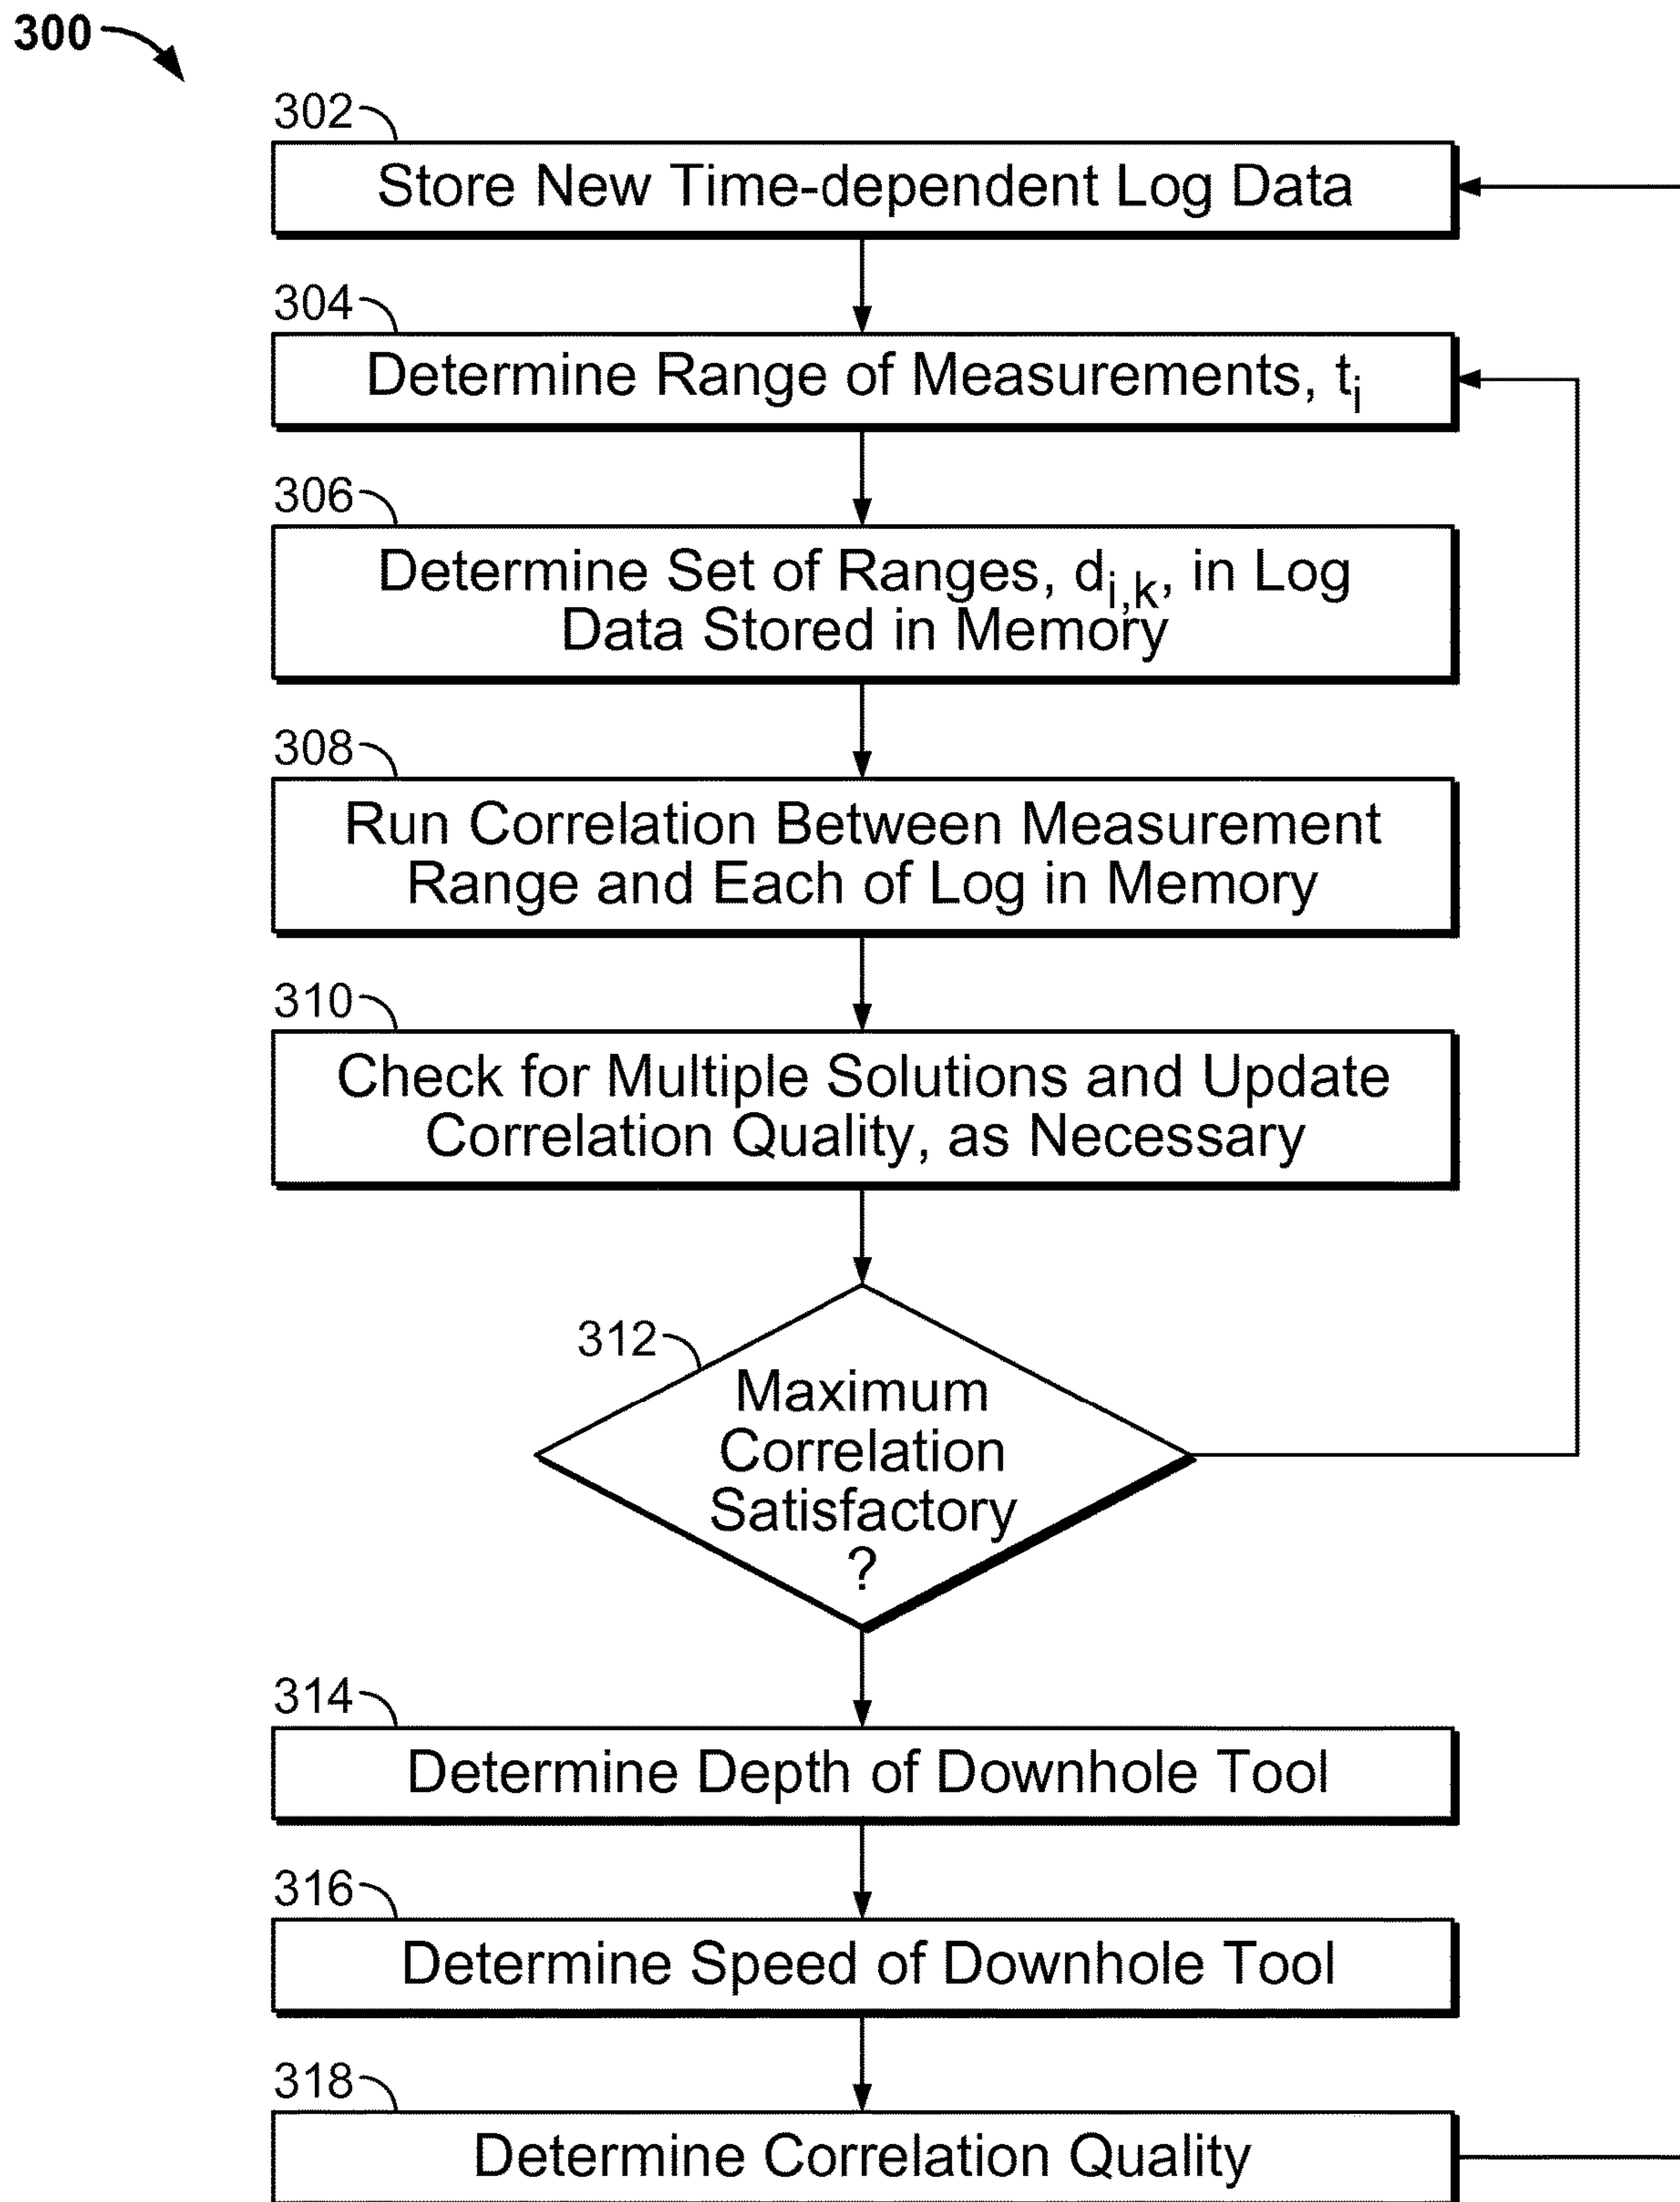 300
302
Store New Time-dependent Log Data
304
Determine Range of Measurements, ti
306
Determine Set of Ranges, di,k, in Log
Data Stored in Memory
308
Run Correlation Between Measurement
Range and Each of Log in Memory
310
Check for Multiple Solutions and Update
Correlation Quality, as Necessary
312
Maximum
Correlation
Satisfactory
?
314
Determine Depth of Downhole Tool
316
Determine Speed of Downhole Tool
318
Determine Correlation Quality